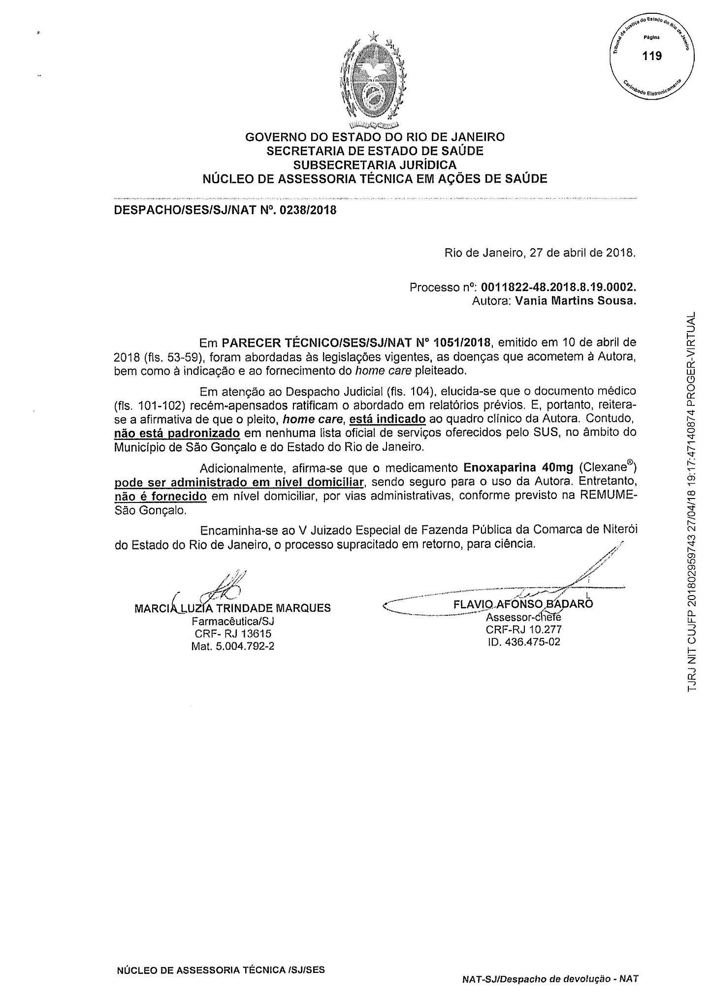 Tribunal de Justiça do Estado do Rio de Janeiro
Página
119
Carimbado Eletronicamente
GOVERNO DO ESTADO DO RIO DE JANEIRO
SECRETARIA DE ESTADO DE SAÚDE
SUBSECRETARIA JURÍDICA
NÚCLEO DE ASSESSORIA TÉCNICA EM AÇÕES DE SAÚDE
DESPACHO/SES/SJ/NAT Nº. 0238/2018
Rio de Janeiro, 27 de abril de 2018.
Processo nº: 0011822-48.2018.8.19.0002.
Autora: Vania Martins Sousa.
Em PARECER TÉCNICO/SES/SJ/NAT Nº 1051/2018, emitido em 10 de abril de
2018 (fls. 53-59), foram abordadas às legislações vigentes, as doenças que acometem à Autora,
bem como à indicação e ao fornecimento do home care pleiteado.
Em atenção ao Despacho Judicial (fls. 104), elucida-se que o documento médico
(fls. 101-102) recém-apensados ratificam o abordado em relatórios prévios. E, portanto, reitera-
se a afirmativa de que o pleito, home care, está indicado ao quadro clínico da Autora. Contudo,
não está padronizado em nenhuma lista oficial de serviços oferecidos pelo SUS, no âmbito do
Município de São Gonçalo e do Estado do Rio de Janeiro.
Adicionalmente, afirma-se que o medicamento Enoxaparina 40mg (Clexane®)
pode ser administrado em nível domiciliar, sendo seguro para o uso da Autora. Entretanto,
não é fornecido em nível domiciliar, por vias administrativas, conforme previsto na REMUME-
São Gonçalo.
Encaminha-se ao V Juizado Especial de Fazenda Pública da Comarca de Niterói
do Estado do Rio de Janeiro, o processo supracitado em retorno, para ciência.
MARCIA LUZIA TRINDADE MARQUES
Farmacêutica/SJ
CRF- RJ 13615
Mat. 5.004.792-2
FLAVIO AFONSO BADARÓ
Assessor-chefe
CRF-RJ 10.277
ID. 436.475-02
TJRJ NIT CUJFP 201802959743 27/04/18 19:17:47140874 PROGER-VIRTUAL
NÚCLEO DE ASSESSORIA TÉCNICA /SJ/SES
NAT-SJ/Despacho de devolução - NAT